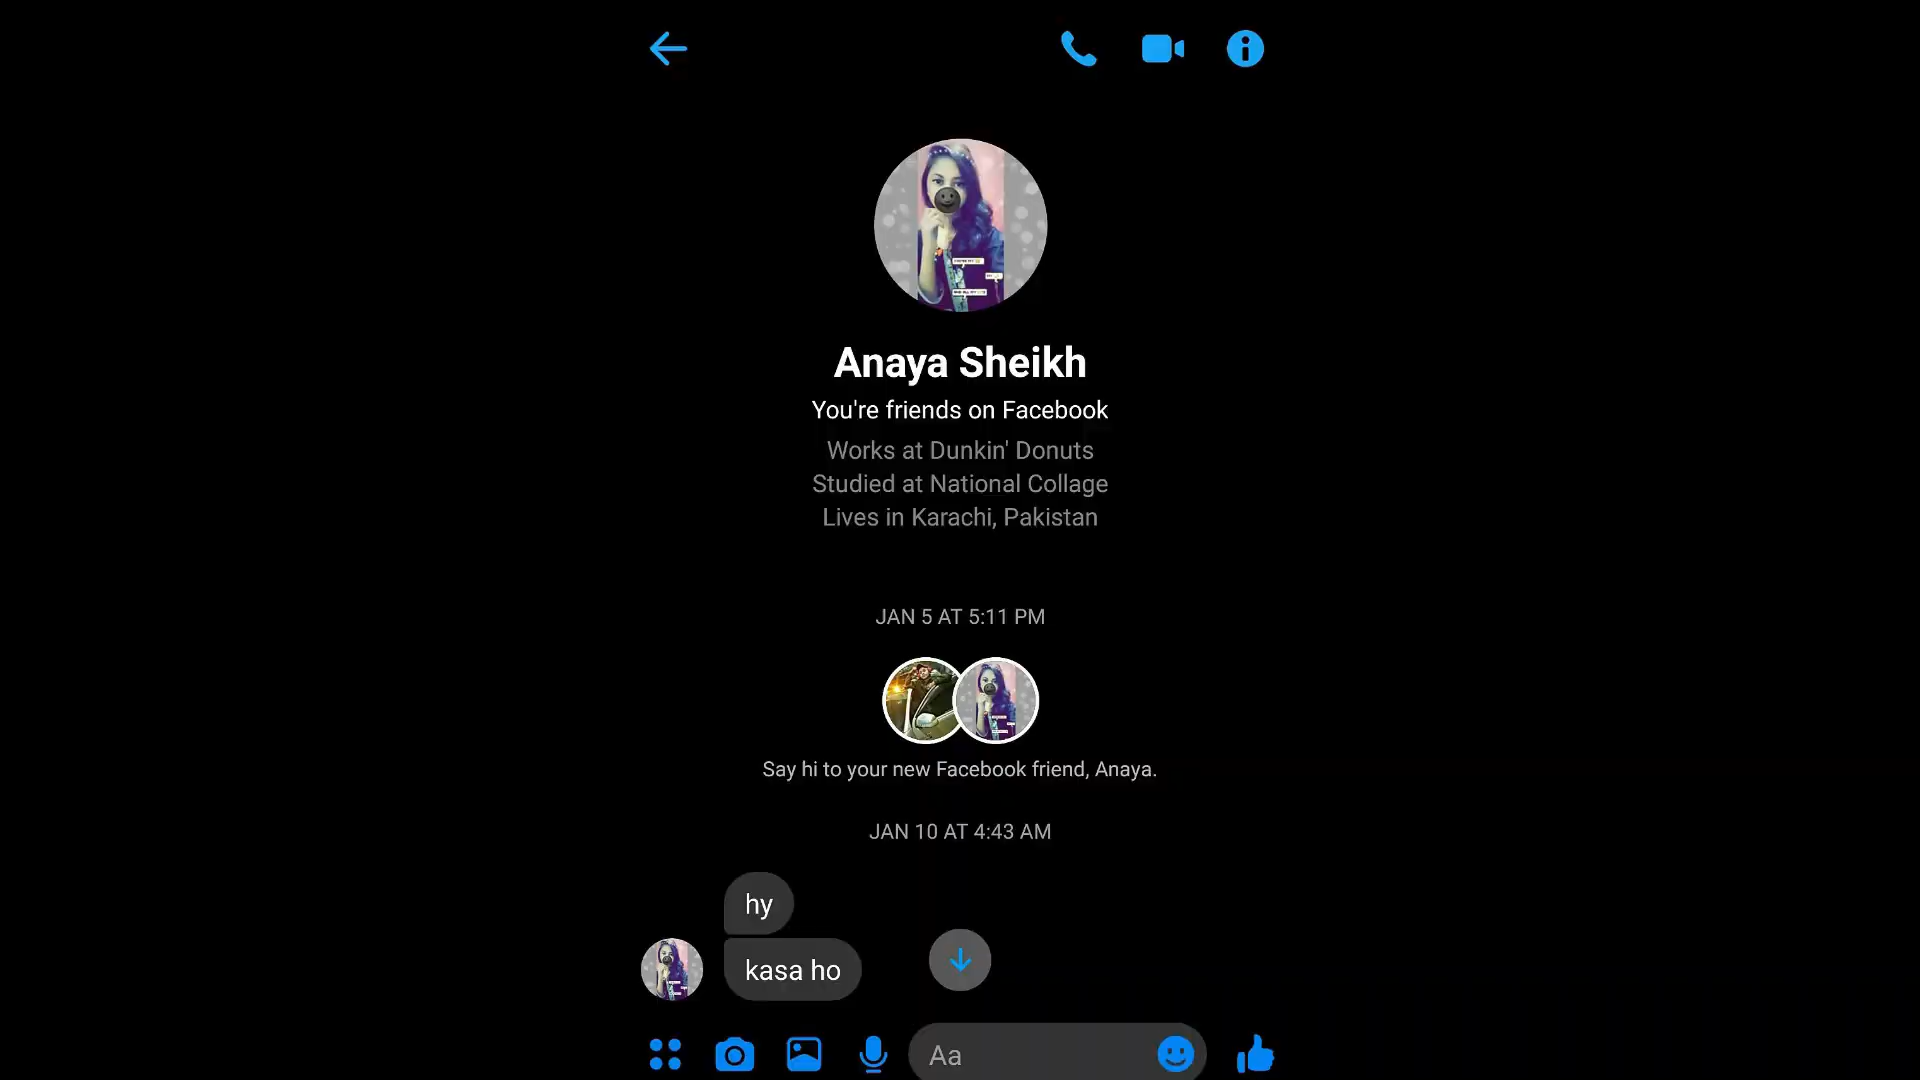 Anaya Sheikh
You're friends on Facebook
Works at Dunkin' Donuts
Studied at National Collage
Lives in Karachi, Pakistan
JAN 5 AT 5:11 PM
Say hi to your new Facebook friend, Anaya.
JAN 10 AT 4:43 AM
hy
kasa ho
Aa